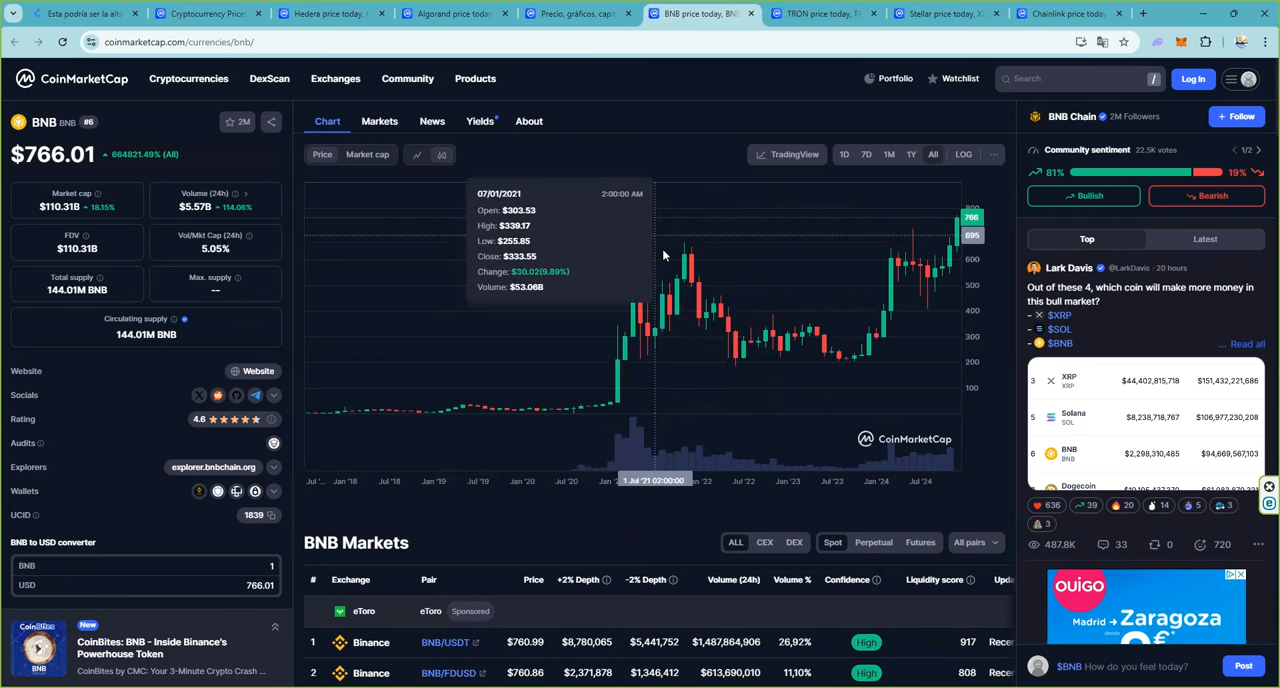 Esta podría ser la alts
Cryptocurrency Prices
Hedera price today, H
Algorand price today
Precio, gráficos, capit
BNB price today, BNB
TRON price today, T
Stellar price today, X
Chainlink price today
coinmarketcap.com/currencies/bnb/
CoinMarketCap
Cryptocurrencies DexScan Exchanges Community Products
Portfolio Watchlist Search / Log In
BNB BNB #6 2M
$766.01 664821.49% (All)
Market cap
$110.31B 18.15%
Volume (24h)
$5.57B 114.06%
FDV
$110.31B
Vol/Mkt Cap (24h)
5.05%
Total supply
144.01M BNB
Max. supply
--
Circulating supply
144.01M BNB
Website Website
Socials
Rating 4.6
Audits
Explorers explorer.bnbchain.org
Wallets
UCID 1839
BNB to USD converter
BNB 1
USD 766.01
CoinBites
BNB
New
CoinBites: BNB - Inside Binance's
Powerhouse Token
CoinBites by CMC: Your 3-Minute Crypto Crash ...
Chart Markets News Yields About
Price Market cap TradingView 1D 7D 1M 1Y All LOG ...
07/01/2021 2:00:00 AM
Open: $303.53
High: $339.17
Low: $255.85
Close: $333.55
Change: $30.02(9.89%)
Volume: $53.06B
800
766
695
600
500
400
300
200
100
CoinMarketCap
Jul '... Jan '18 Jul '18 Jan '19 Jul '19 Jan '20 Jul '20 Jan 1 Jul '21 02:00:00 n '22 Jul '22 Jan '23 Jul '23 Jan '24 Jul '24
BNB Markets ALL CEX DEX Spot Perpetual Futures All pairs
# Exchange Pair Price +2% Depth -2% Depth Volume (24h) Volume % Confidence Liquidity score Upda
eToro eToro Sponsored
1 Binance BNB/USDT $760.99 $8,780,065 $5,441,752 $1,487,864,906 26,92% High 917 Recer
2 Binance BNB/FDUSD $760.86 $2,371,878 $1,346,412 $613,690,010 11,10% High 808 Recer
BNB Chain 2M Followers + Follow
Community sentiment 22.5K votes 1/2
81% 19%
Bullish Bearish
Top Latest
Lark Davis @LarkDavis · 20 hours
Out of these 4, which coin will make more money in
this bull market?
- $XRP
- $SOL
- $BNB ... Read all
3 XRP $44,402,815,718 $151,432,221,686
XRP
5 Solana $8,238,718,767 $106,977,230,208
SOL
6 BNB $2,298,310,485 $94,669,567,103
BNB
Dogecoin
636 39 20 14 5 3
3
487.8K 33 0 720
OUIGO
Madrid → Zaragoza
desde
$BNB How do you feel today? Post